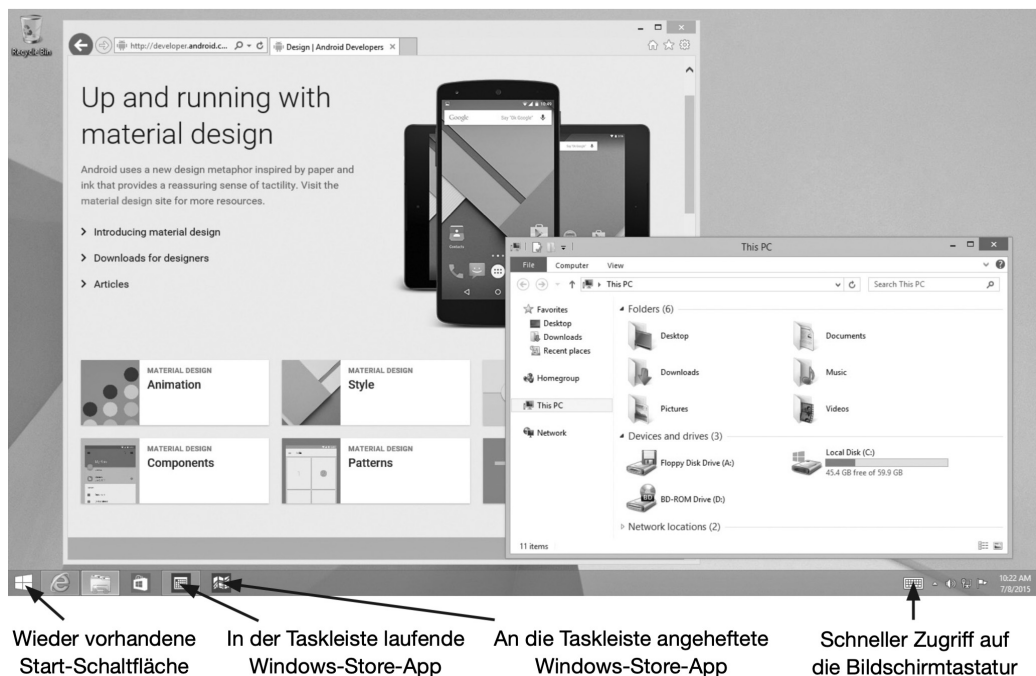 Recycle Bin
http://developer.android.c...
Design | Android Developers
Up and running with
material design
Android uses a new design metaphor inspired by paper and
ink that provides a reassuring sense of tactility. Visit the
material design site for more resources.
Introducing material design
Downloads for designers
Articles
Google
Say "Ok Google"
Contacts
MATERIAL DESIGN
Animation
MATERIAL DESIGN
Style
MATERIAL DESIGN
Components
MATERIAL DESIGN
Patterns
This PC
File Computer View
This PC
Search This PC
Favorites
Desktop
Downloads
Recent places
Homegroup
This PC
Network
Folders (6)
Desktop
Documents
Downloads
Music
Pictures
Videos
Devices and drives (3)
Floppy Disk Drive (A:)
Local Disk (C:)
45.4 GB free of 59.9 GB
BD-ROM Drive (D:)
Network locations (2)
11 items
10:22 AM
7/8/2015
Wieder vorhandene
Start-Schaltfläche
In der Taskleiste laufende
Windows-Store-App
An die Taskleiste angeheftete
Windows-Store-App
Schneller Zugriff auf
die Bildschirmtastatur